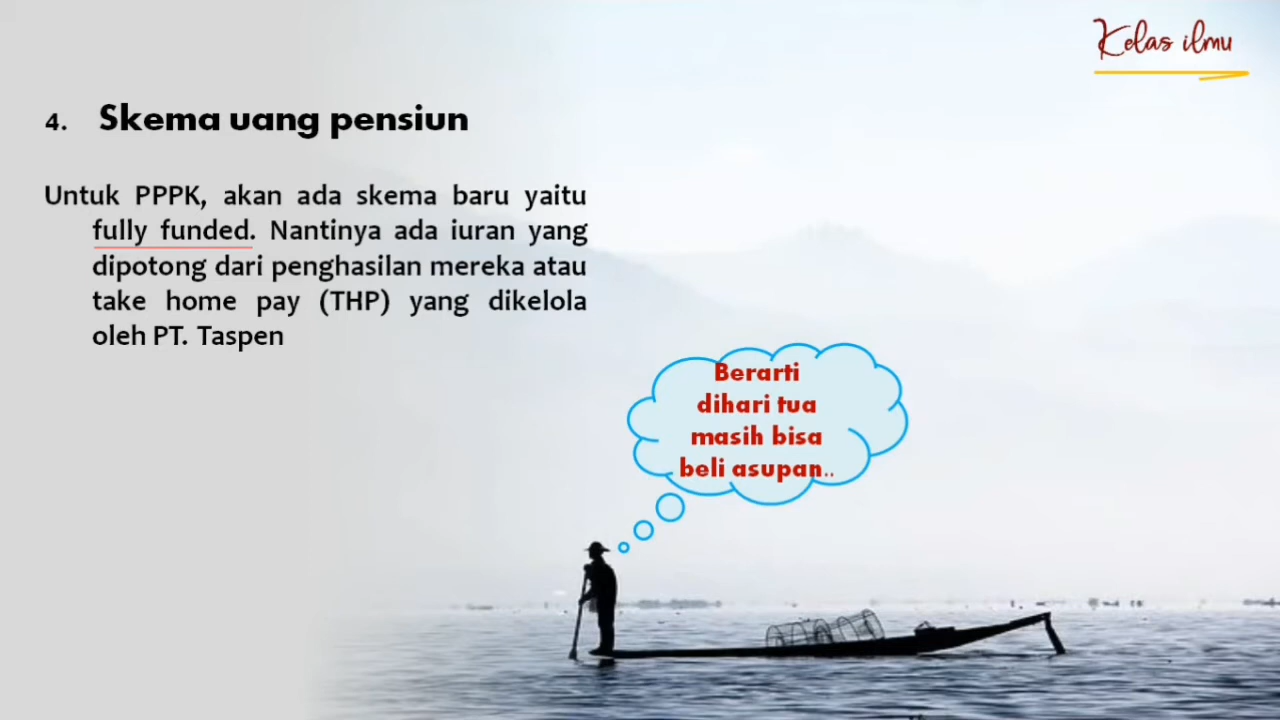 Kelas ilmu
4. Skema uang pensiun
Untuk PPPK, akan ada skema baru yaitu
fully funded. Nantinya ada iuran yang
dipotong dari penghasilan mereka atau
take home pay (THP) yang dikelola
oleh PT. Taspen
Berarti
dihari tua
masih bisa
beli asupan..